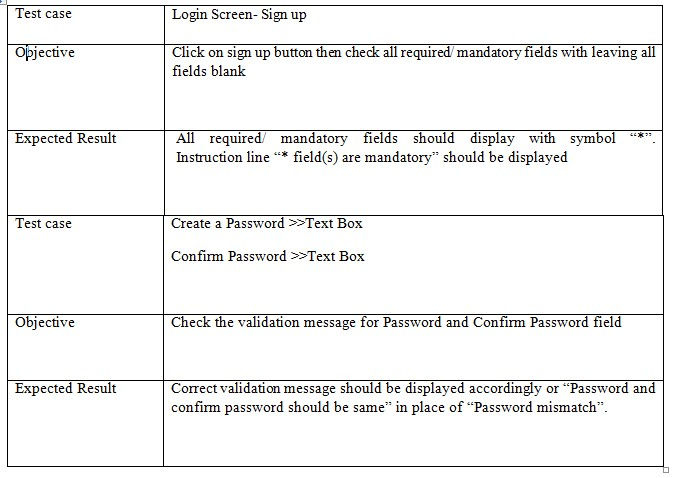 Test case
Login Screen- Sign up
Objective
Click on sign up button then check all required/ mandatory fields with leaving all
fields blank
Expected Result
All required/ mandatory fields should display with symbol “*”.
Instruction line “* field(s) are mandatory” should be displayed
Test case
Create a Password >>Text Box
Confirm Password >>Text Box
Objective
Check the validation message for Password and Confirm Password field
Expected Result
Correct validation message should be displayed accordingly or “Password and
confirm password should be same” in place of “Password mismatch”.